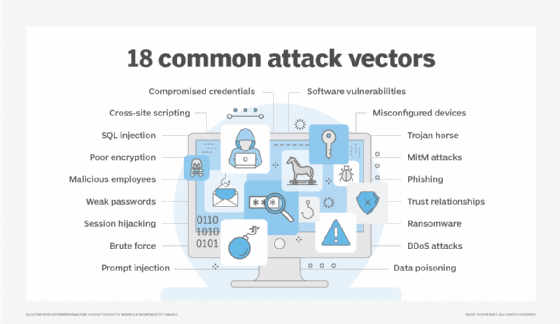 18 common attack vectors
Compromised credentials
Software vulnerabilities
Cross-site scripting
Misconfigured devices
SQL injection
Trojan horse
Poor encryption
MitM attacks
Malicious employees
Phishing
Weak passwords
Trust relationships
Session hijacking
Ransomware
Brute force
DDoS attacks
Prompt injection
Data poisoning
***
0110
1010
0101